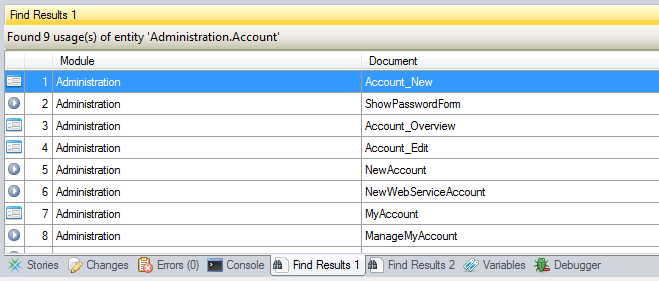 Find Results 1
Found 9 usage(s) of entity 'Administration.Account'
Module Document
1 Administration Account_New
2 Administration ShowPasswordForm
3 Administration Account_Overview
4 Administration Account_Edit
5 Administration NewAccount
6 Administration NewWebServiceAccount
7 Administration MyAccount
8 Administration ManageMyAccount
Stories Changes Errors (0) Console Find Results 1 Find Results 2 Variables Debugger